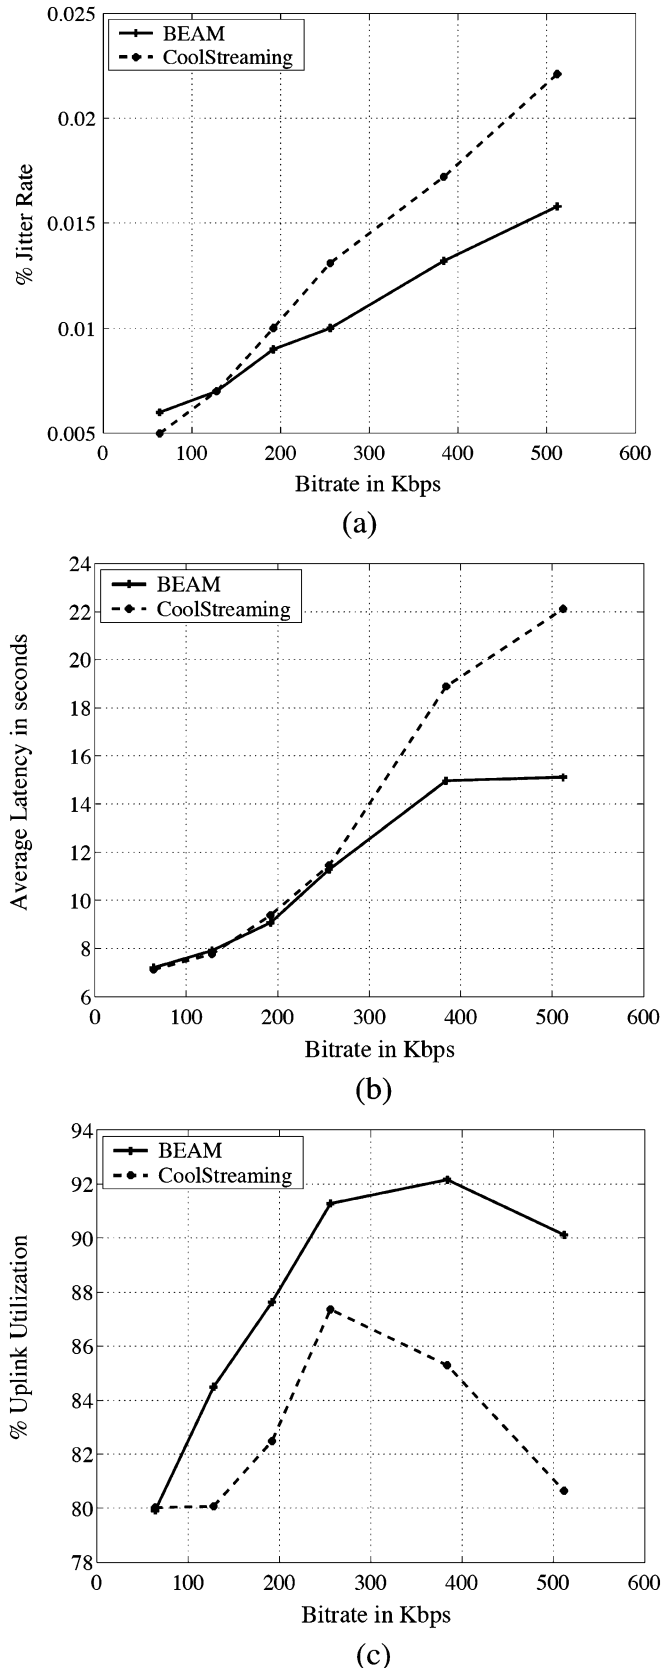 0.025
BEAM
CoolStreaming
0.02
0.015
0.01
0.005
% Jitter Rate
0 100 200 300 400 500 600
Bitrate in Kbps
(a)
24
BEAM
CoolStreaming
22
20
18
16
14
12
10
8
6
Average Latency in seconds
0 100 200 300 400 500 600
Bitrate in Kbps
(b)
94
BEAM
CoolStreaming
92
90
88
86
84
82
80
78
% Uplink Utilization
0 100 200 300 400 500 600
Bitrate in Kbps
(c)